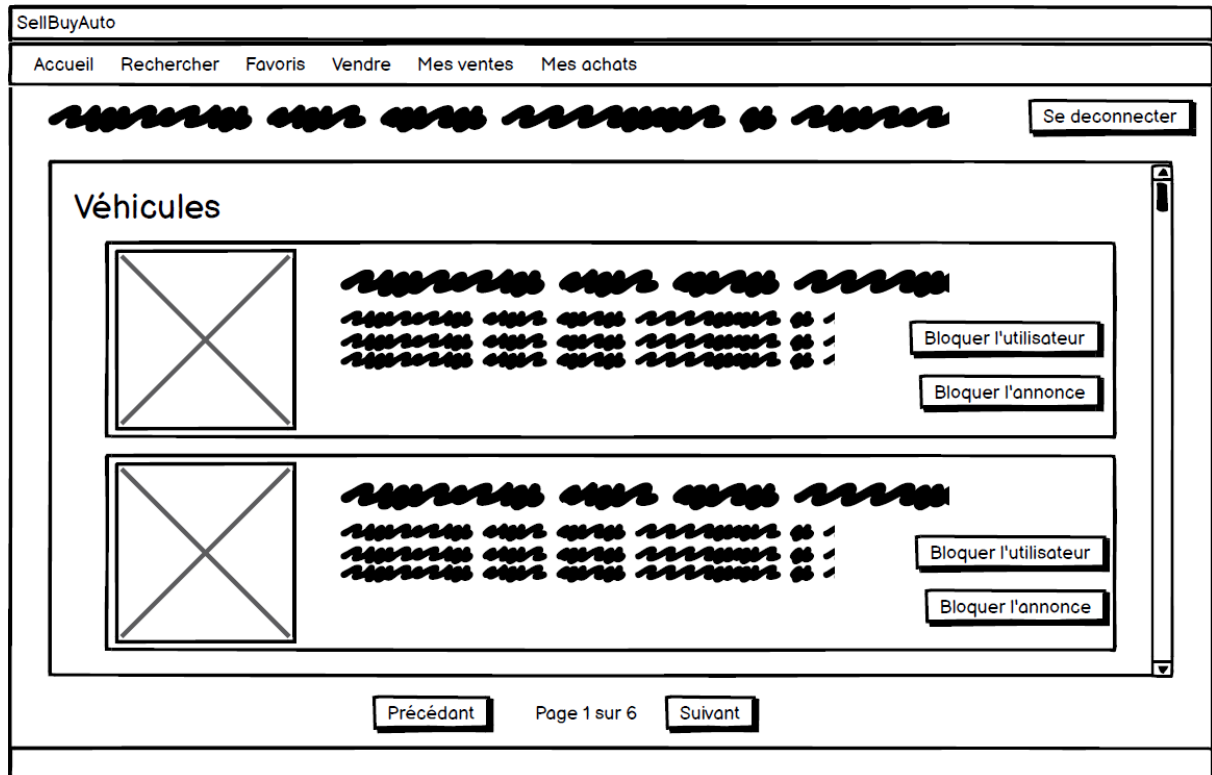 SellBuyAuto
Accueil Rechercher Favoris Vendre Mes ventes Mes achats
Se deconnecter
Véhicules
Bloquer l'utilisateur
Bloquer l'annonce
Bloquer l'utilisateur
Bloquer l'annonce
Précédant Page 1 sur 6 Suivant